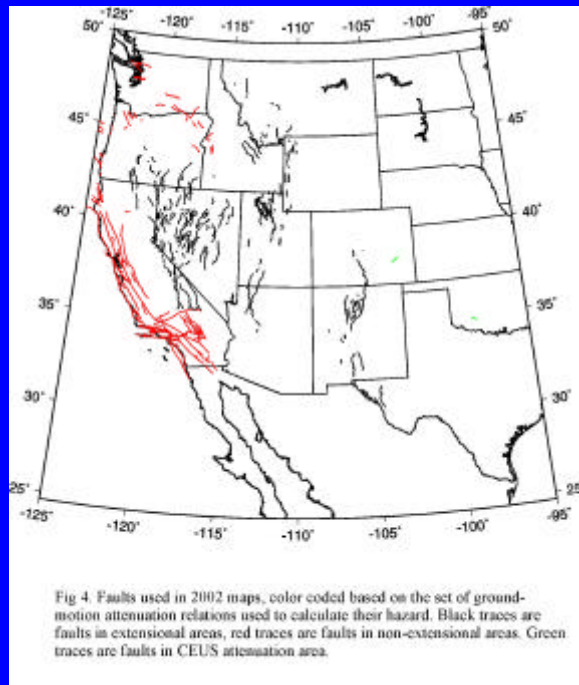 -125° -120° -115° -110° -105° -100° -95°
50° 50°
45° 45°
40° 40°
35° 35°
30° 30°
25° 25°
-125° -120° -115° -110° -105° -100° -95°
Fig 4. Faults used in 2002 maps, color coded based on the set of ground-
motion attenuation relations used to calculate their hazard. Black traces are
faults in extensional areas, red traces are faults in non-extensional areas. Green
traces are faults in CEUS attenuation area.